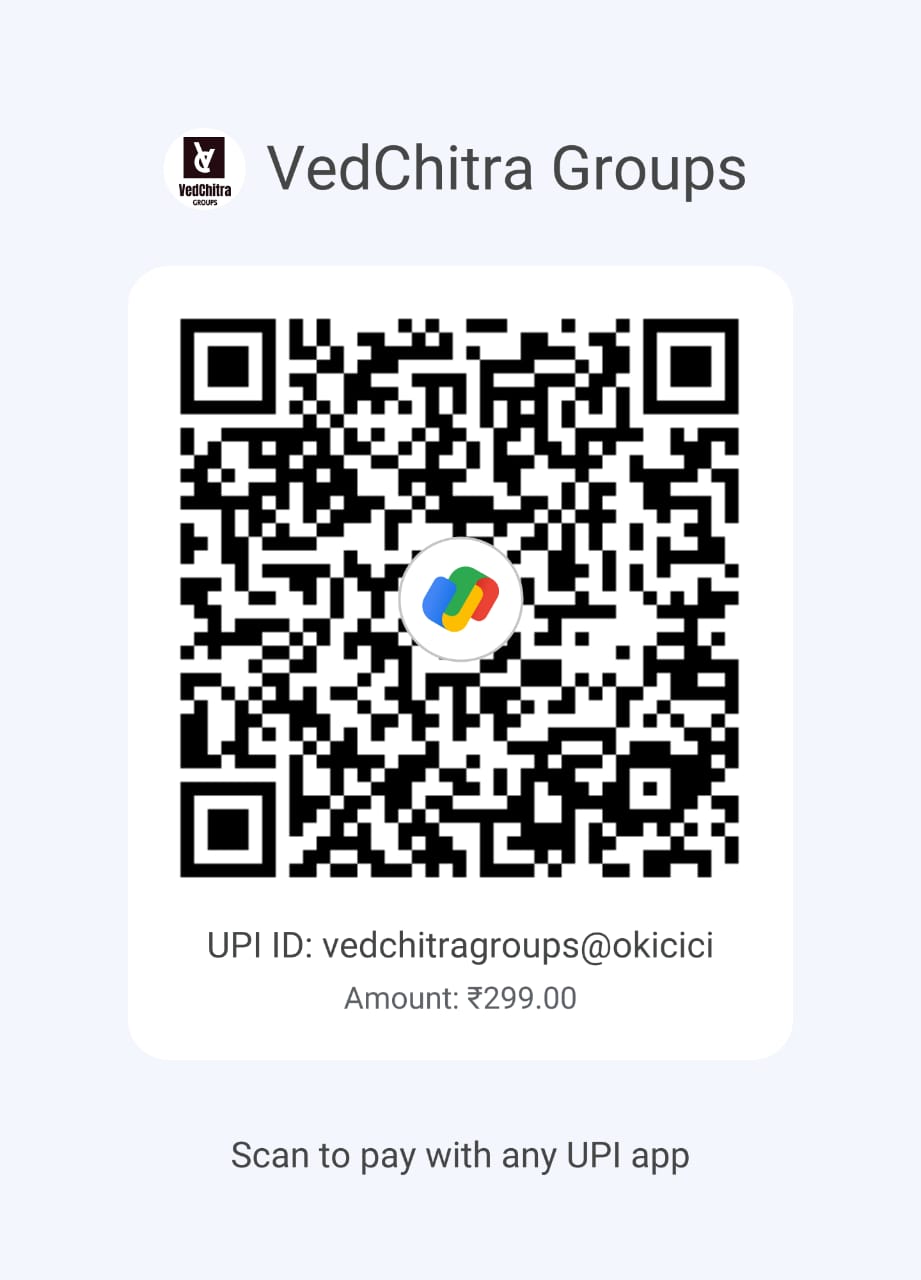 VedChitra
GROUPS
VedChitra Groups
UPI ID: vedchitragroups@okicici
Amount: ₹299.00
Scan to pay with any UPI app